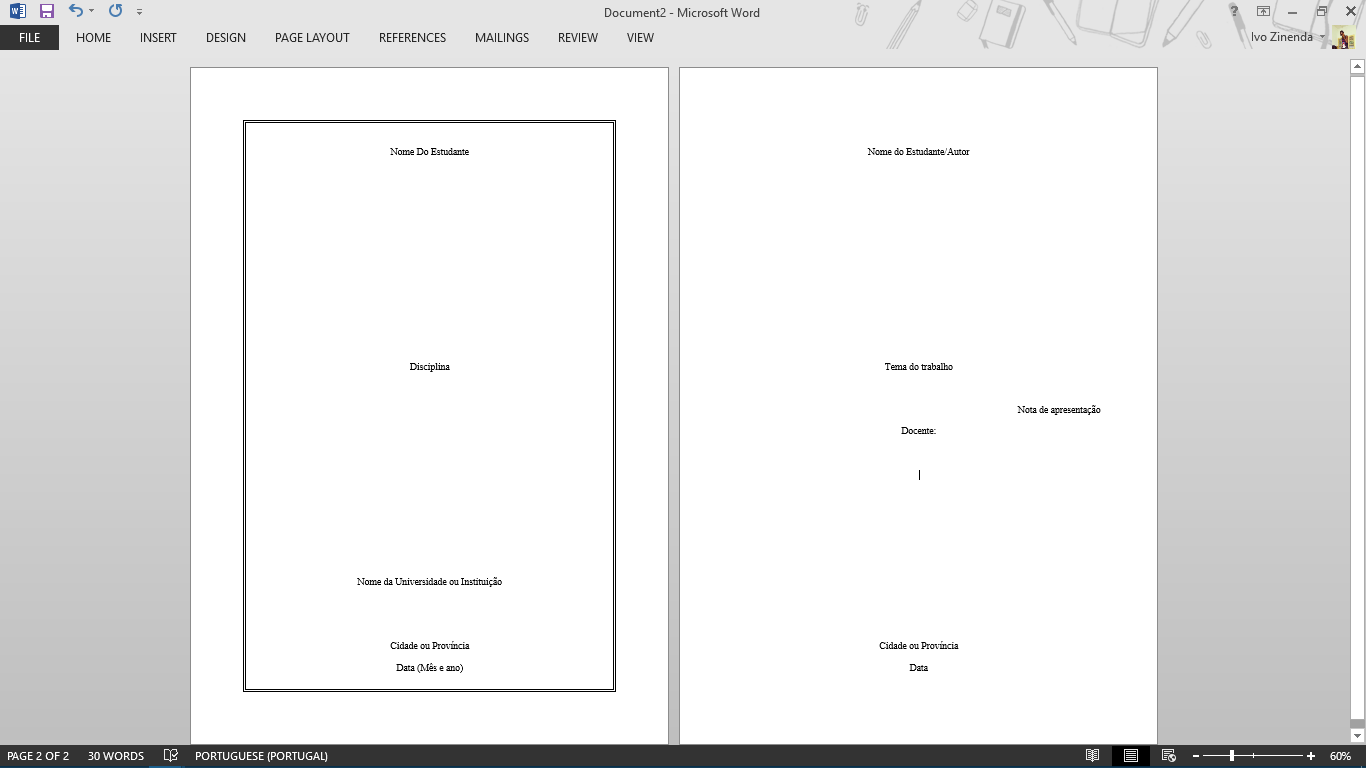 Document2 - Microsoft Word
?
FILE HOME INSERT DESIGN PAGE LAYOUT REFERENCES MAILINGS REVIEW VIEW
Ivo Zinenda
Nome Do Estudante
Disciplina
Nome da Universidade ou Instituição
Cidade ou Província
Data (Mês e ano)
Nome do Estudante/Autor
Tema do trabalho
Nota de apresentação
Docente:
Cidade ou Província
Data
PAGE 2 OF 2 30 WORDS PORTUGUESE (PORTUGAL) 60%